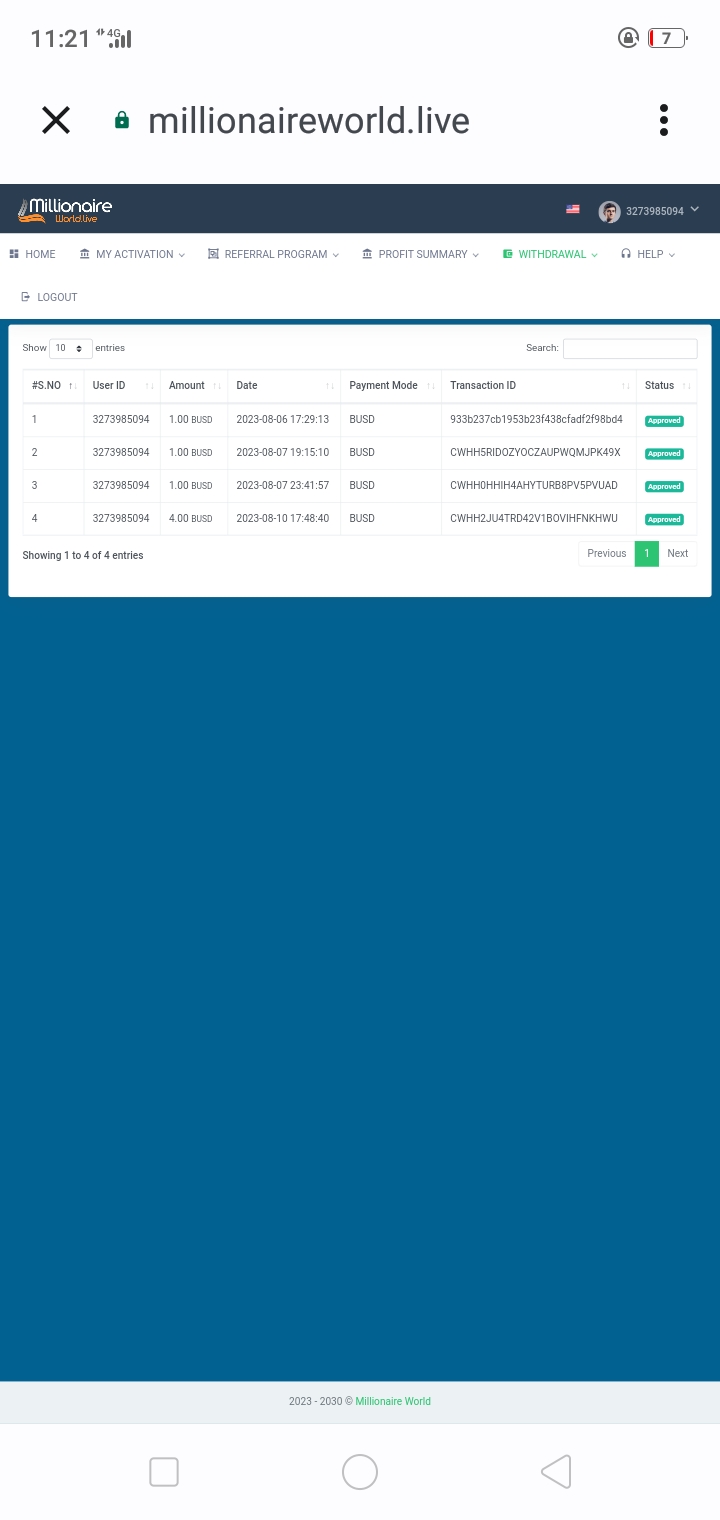 11:21 4G 7
millionaireworld.live
Millionaire
World.live
3273985094
HOME MY ACTIVATION REFERRAL PROGRAM PROFIT SUMMARY WITHDRAWAL HELP
LOGOUT
Show 10 entries Search:
#S.NO User ID Amount Date Payment Mode Transaction ID Status
1 3273985094 1.00 BUSD 2023-08-06 17:29:13 BUSD 933b237cb1953b23f438cfadf2f98bd4 Approved
2 3273985094 1.00 BUSD 2023-08-07 19:15:10 BUSD CWHH5RIDOZYOCZAUPWQMJPK49X Approved
3 3273985094 1.00 BUSD 2023-08-07 23:41:57 BUSD CWHH0HHIH4AHYTURB8PV5PVUAD Approved
4 3273985094 4.00 BUSD 2023-08-10 17:48:40 BUSD CWHH2JU4TRD42V1BOVIHFNKHWU Approved
Showing 1 to 4 of 4 entries Previous 1 Next
2023 - 2030 © Millionaire World